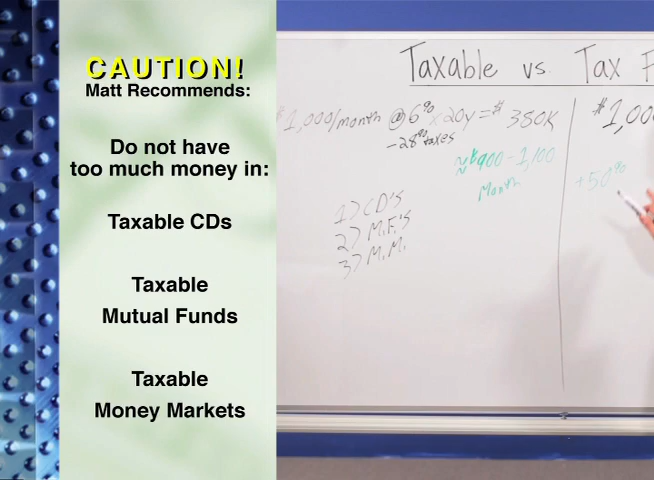 CAUTION!
Matt Recommends:
Do not have
too much money in:
Taxable CDs
Taxable
Mutual Funds
Taxable
Money Markets
Taxable vs. Tax F
$1,000/month @ 6% x 20y = $380K
-28% taxes
≈ $900 - 1,100
Month
1) CD'S
2) M.F.'S
3) M.M.
$1,000
+50%